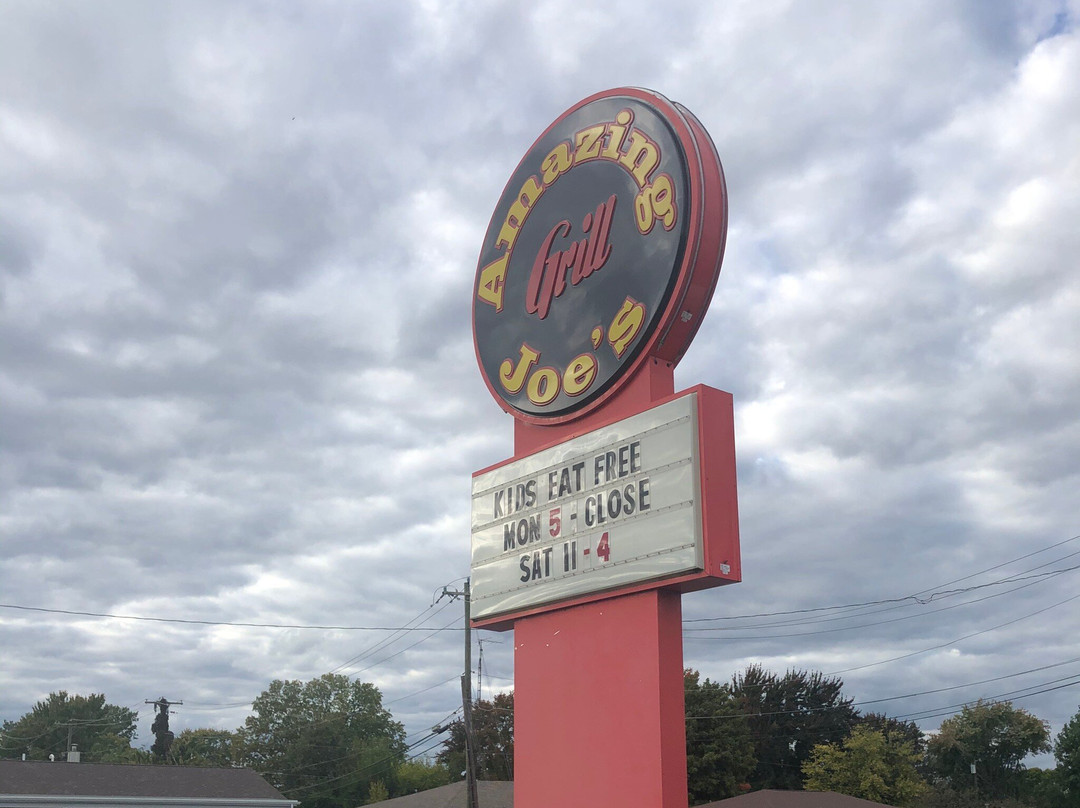 Amazing
Grill
Joe's
KIDS EAT FREE
MON 5 - CLOSE
SAT 11 - 4